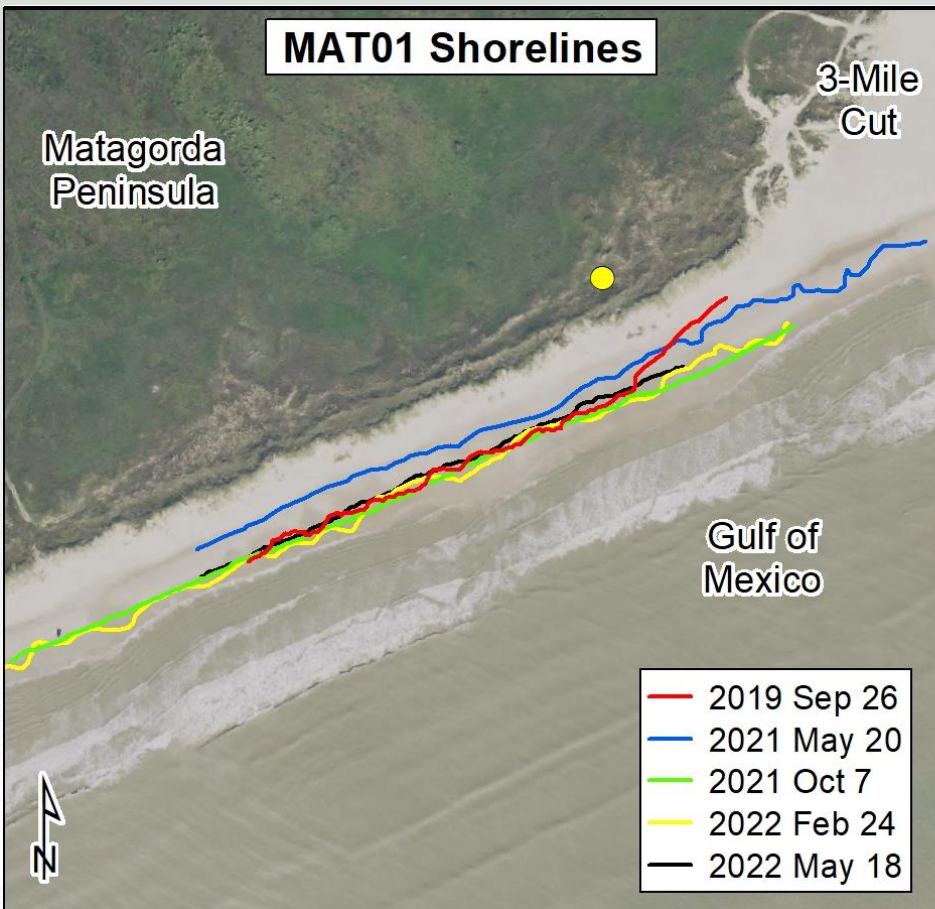 MAT01 Shorelines
3-Mile
Cut
Matagorda
Peninsula
Gulf of
Mexico
2019 Sep 26
2021 May 20
2021 Oct 7
2022 Feb 24
2022 May 18
N